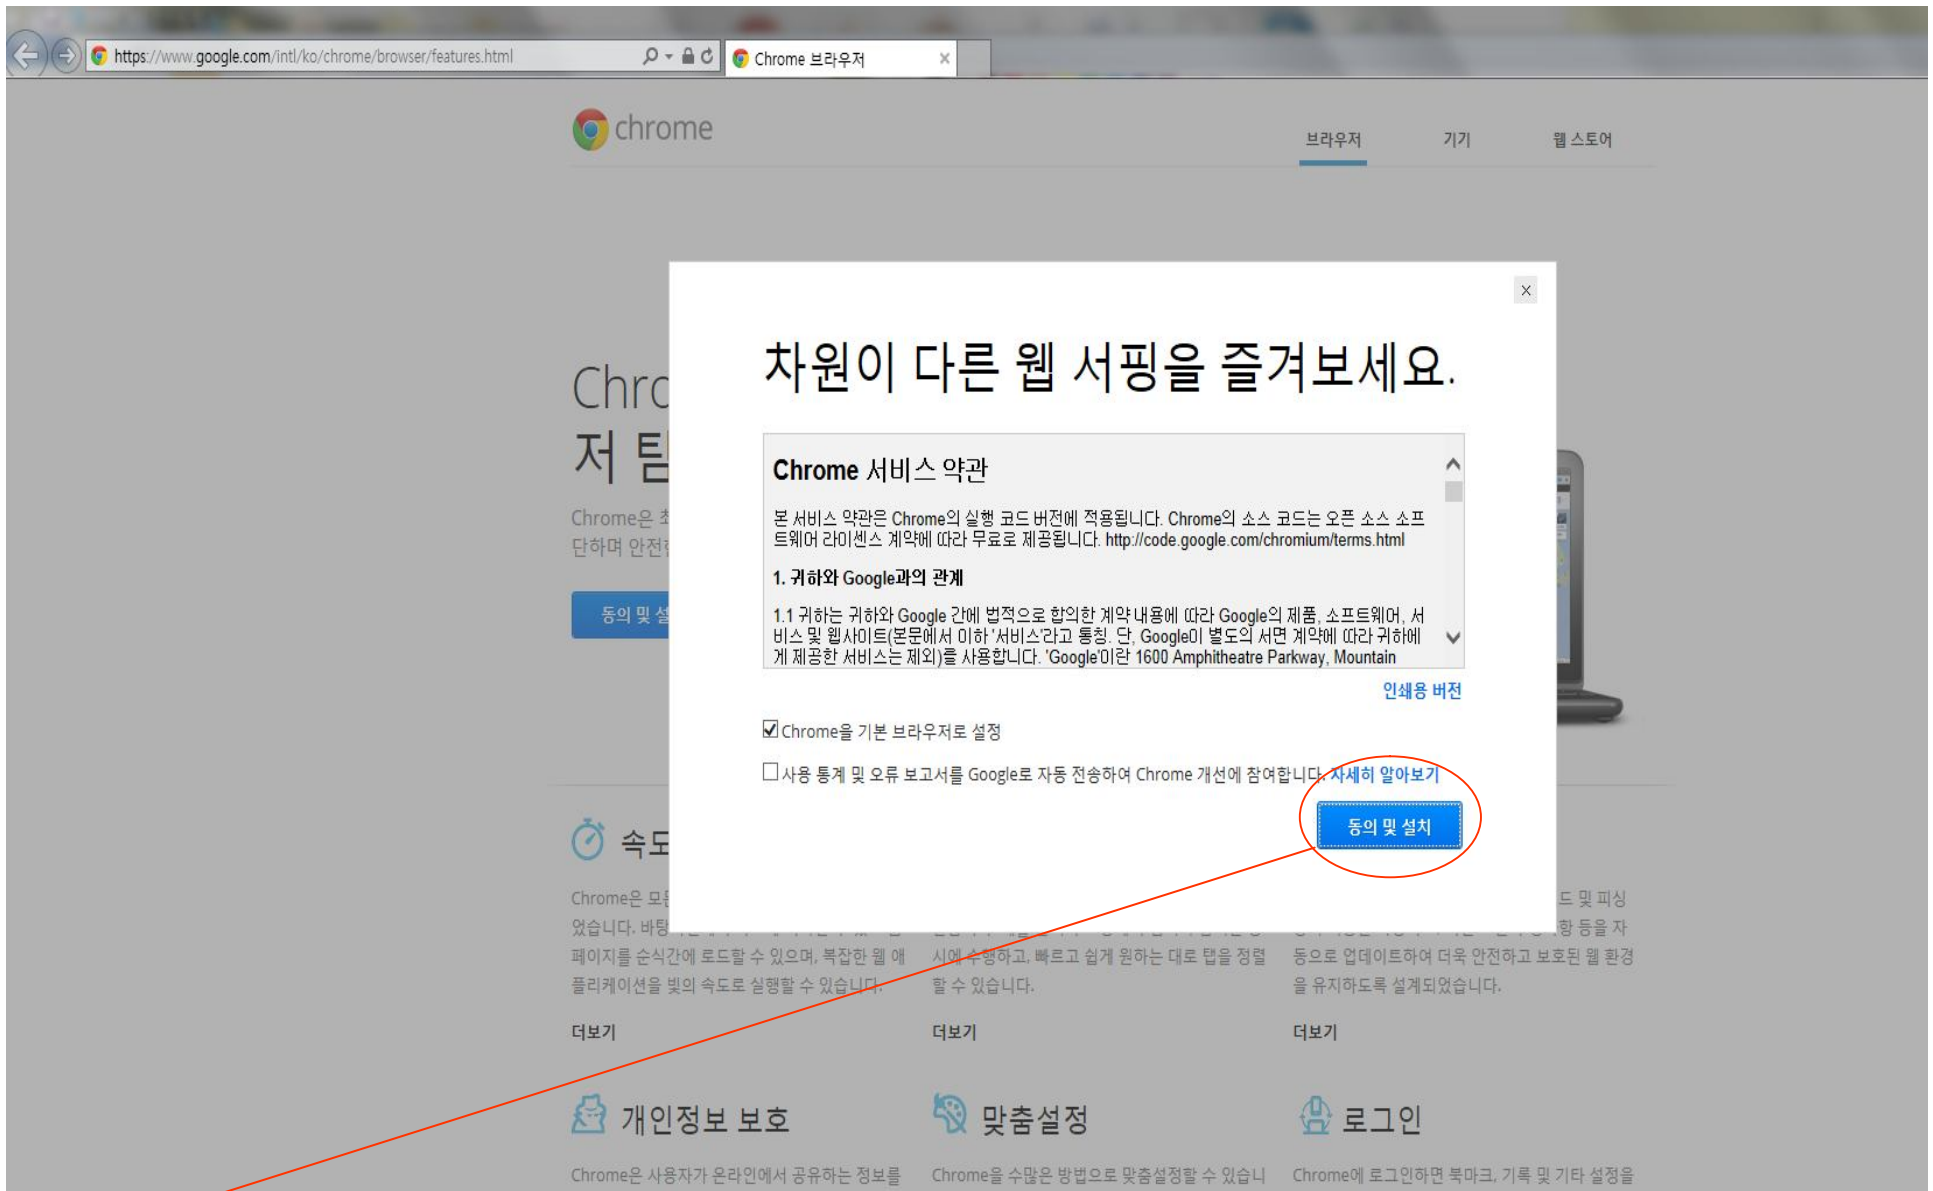 https://www.google.com/intl/ko/chrome/browser/features.html
Chrome 브라우저
chrome
브라우저 기기 웹 스토어
차원이 다른 웹 서핑을 즐겨보세요.
Chrome 서비스 약관
본 서비스 약관은 Chrome의 실행 코드 버전에 적용됩니다. Chrome의 소스 코드는 오픈 소스 소프
트웨어 라이센스 계약에 따라 무료로 제공됩니다. http://code.google.com/chromium/terms.html
1. 귀하와 Google과의 관계
1.1 귀하는 귀하와 Google 간에 법적으로 합의한 계약 내용에 따라 Google의 제품, 소프트웨어, 서
비스 및 웹사이트(본문에서 이하 '서비스'라고 통칭. 단, Google이 별도의 서면 계약에 따라 귀하에
게 제공한 서비스는 제외)를 사용합니다. 'Google'이란 1600 Amphitheatre Parkway, Mountain
인쇄용 버전
Chrome을 기본 브라우저로 설정
사용 통계 및 오류 보고서를 Google로 자동 전송하여 Chrome 개선에 참여합니다. 자세히 알아보기
동의 및 설치
Chro
저 탐
Chrome은
단하며 안전
동의 및 설
속도
Chrome은 모든
었습니다. 바탕
페이지를 순식간에 로드할 수 있으며, 복잡한 웹 애
플리케이션을 빛의 속도로 실행할 수 있습니다.
더보기
시에 수행하고, 빠르고 쉽게 원하는 대로 탭을 정렬
할 수 있습니다.
더보기
드 및 피싱
항 등을 자
동으로 업데이트하여 더욱 안전하고 보호된 웹 환경
을 유지하도록 설계되었습니다.
더보기
개인정보 보호
Chrome은 사용자가 온라인에서 공유하는 정보를
맞춤설정
Chrome을 수많은 방법으로 맞춤설정할 수 있습니
로그인
Chrome에 로그인하면 북마크, 기록 및 기타 설정을